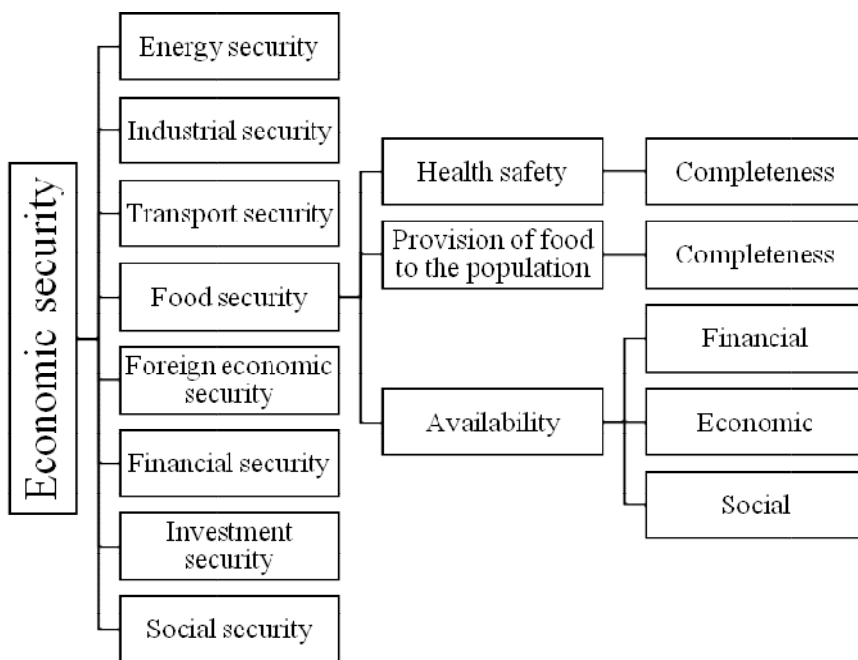 Economic security
Energy security
Industrial security
Transport security
Food security
Foreign economic
security
Financial security
Investment
security
Social security
Health safety
Provision of food
to the population
Availability
Completeness
Completeness
Financial
Economic
Social